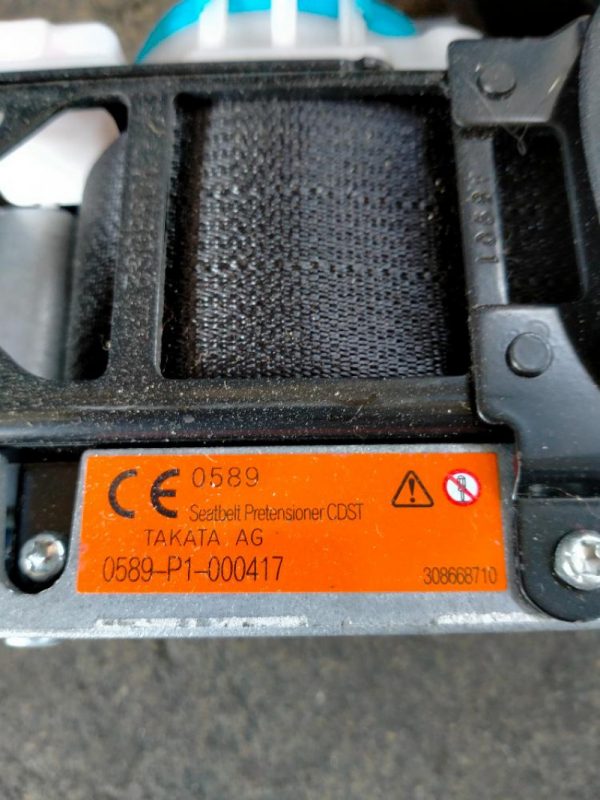 CE 0589
Seatbelt Pretensioner CDST
TAKATA AG
0589-P1-000417
308668710